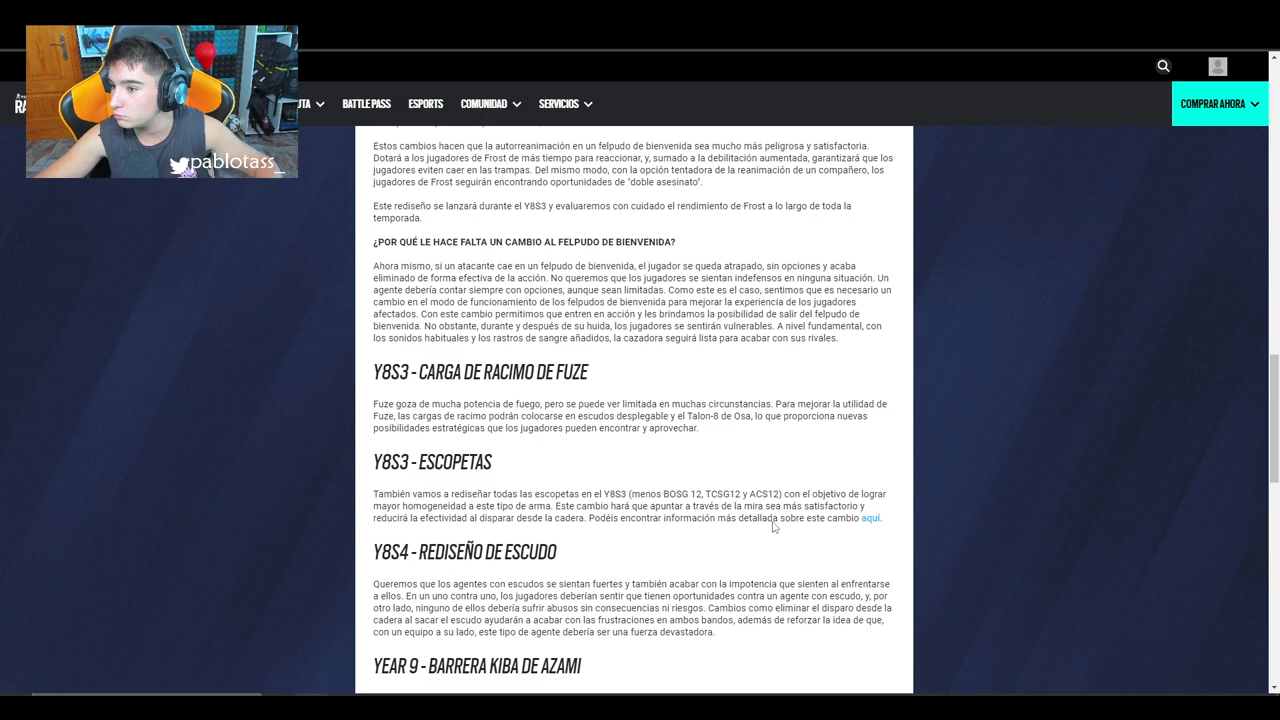 pablotass_
RA
UTA
BATTLE PASS
ESPORTS
COMUNIDAD
SERVICIOS
COMPRAR AHORA
Estos cambios hacen que la autorreanimación en un felpudo de bienvenida sea mucho más peligrosa y satisfactoria.
Dotará a los jugadores de Frost de más tiempo para reaccionar, y, sumado a la debilitación aumentada, garantizará que los
jugadores eviten caer en las trampas. Del mismo modo, con la opción tentadora de la reanimación de un compañero, los
jugadores de Frost seguirán encontrando oportunidades de "doble asesinato".
Este rediseño se lanzará durante el Y8S3 y evaluaremos con cuidado el rendimiento de Frost a lo largo de toda la
temporada.
¿POR QUÉ LE HACE FALTA UN CAMBIO AL FELPUDO DE BIENVENIDA?
Ahora mismo, si un atacante cae en un felpudo de bienvenida, el jugador se queda atrapado, sin opciones y acaba
eliminado de forma efectiva de la acción. No queremos que los jugadores se sientan indefensos en ninguna situación. Un
agente debería contar siempre con opciones, aunque sean limitadas. Como este es el caso, sentimos que es necesario un
cambio en el modo de funcionamiento de los felpudos de bienvenida para mejorar la experiencia de los jugadores
afectados. Con este cambio permitimos que entren en acción y les brindamos la posibilidad de salir del felpudo de
bienvenida. No obstante, durante y después de su huida, los jugadores se sentirán vulnerables. A nivel fundamental, con
los sonidos habituales y los rastros de sangre añadidos, la cazadora seguirá lista para acabar con sus rivales.
Y8S3 - CARGA DE RACIMO DE FUZE
Fuze goza de mucha potencia de fuego, pero se puede ver limitada en muchas circunstancias. Para mejorar la utilidad de
Fuze, las cargas de racimo podrán colocarse en escudos desplegable y el Talon-8 de Osa, lo que proporciona nuevas
posibilidades estratégicas que los jugadores pueden encontrar y aprovechar.
Y8S3 - ESCOPETAS
También vamos a rediseñar todas las escopetas en el Y8S3 (menos BOSG 12, TCSG12 y ACS12) con el objetivo de lograr
mayor homogeneidad a este tipo de arma. Este cambio hará que apuntar a través de la mira sea más satisfactorio y
reducirá la efectividad al disparar desde la cadera. Podéis encontrar información más detallada sobre este cambio aquí.
Y8S4 - REDISEÑO DE ESCUDO
Queremos que los agentes con escudos se sientan fuertes y también acabar con la impotencia que sienten al enfrentarse
a ellos. En un uno contra uno, los jugadores deberían sentir que tienen oportunidades contra un agente con escudo, y, por
otro lado, ninguno de ellos debería sufrir abusos sin consecuencias ni riesgos. Cambios como eliminar el disparo desde la
cadera al sacar el escudo ayudarán a acabar con las frustraciones en ambos bandos, además de reforzar la idea de que,
con un equipo a su lado, este tipo de agente debería ser una fuerza devastadora.
YEAR 9 - BARRERA KIBA DE AZAMI